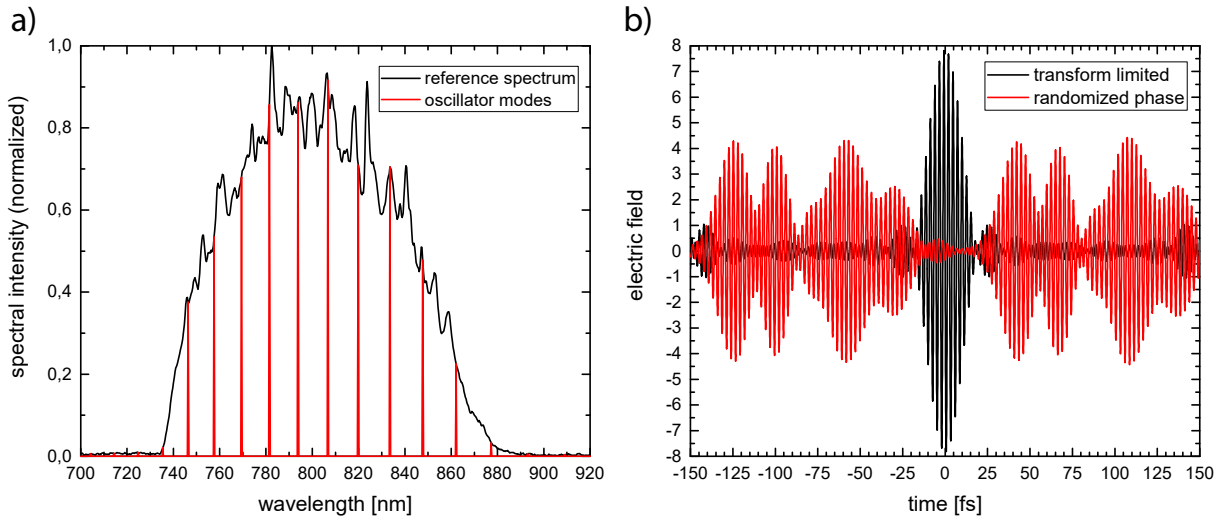 a)
spectral intensity (normalized)
1,0
0,8
0,6
0,4
0,2
0,0
reference spectrum
oscillator modes
700 720 740 760 780 800 820 840 860 880 900 920
wavelength [nm]
b)
electric field
8
7
6
5
4
3
2
1
0
-1
-2
-3
-4
-5
-6
-7
-8
transform limited
randomized phase
-150 -125 -100 -75 -50 -25 0 25 50 75 100 125 150
time [fs]